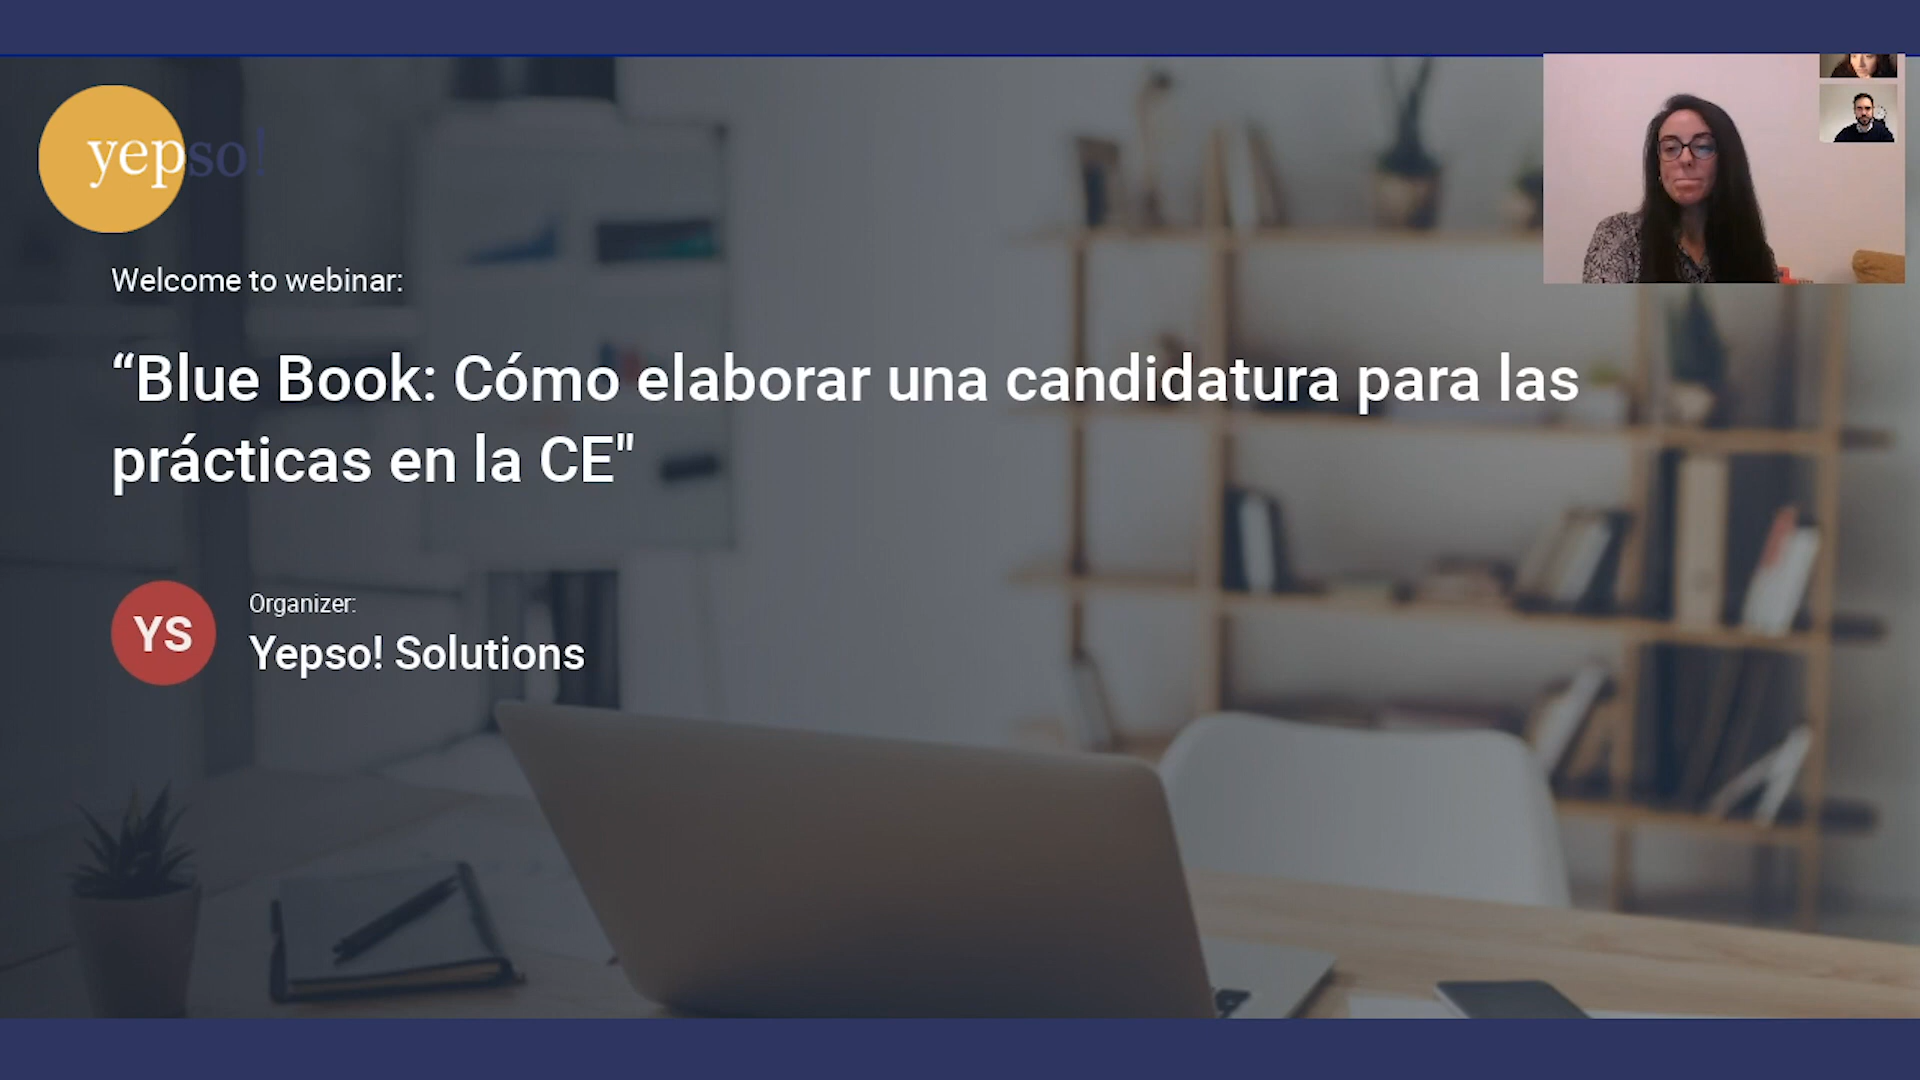 yepso!
Welcome to webinar:
“Blue Book: Cómo elaborar una candidatura para las
prácticas en la CE"
YS
Organizer:
Yepso! Solutions